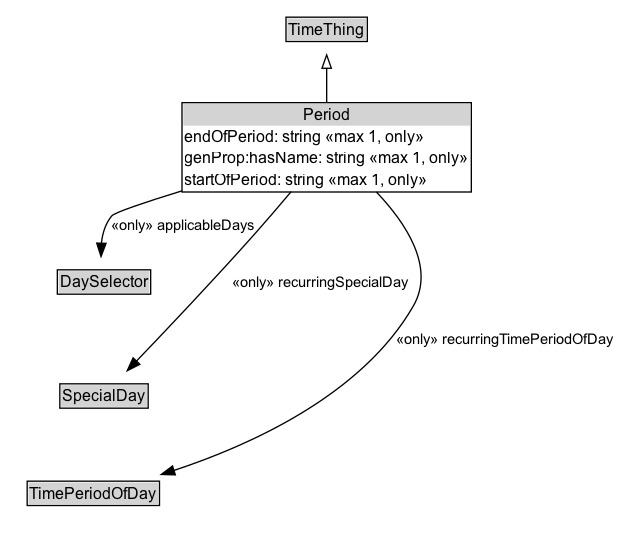 TimeThing
Period
endOfPeriod: string «max 1, only»
genProp:hasName: string «max 1, only»
startOfPeriod: string «max 1, only»
«only» applicableDays
DaySelector
«only» recurringSpecialDay
«only» recurringTimePeriodOfDay
SpecialDay
TimePeriodOfDay